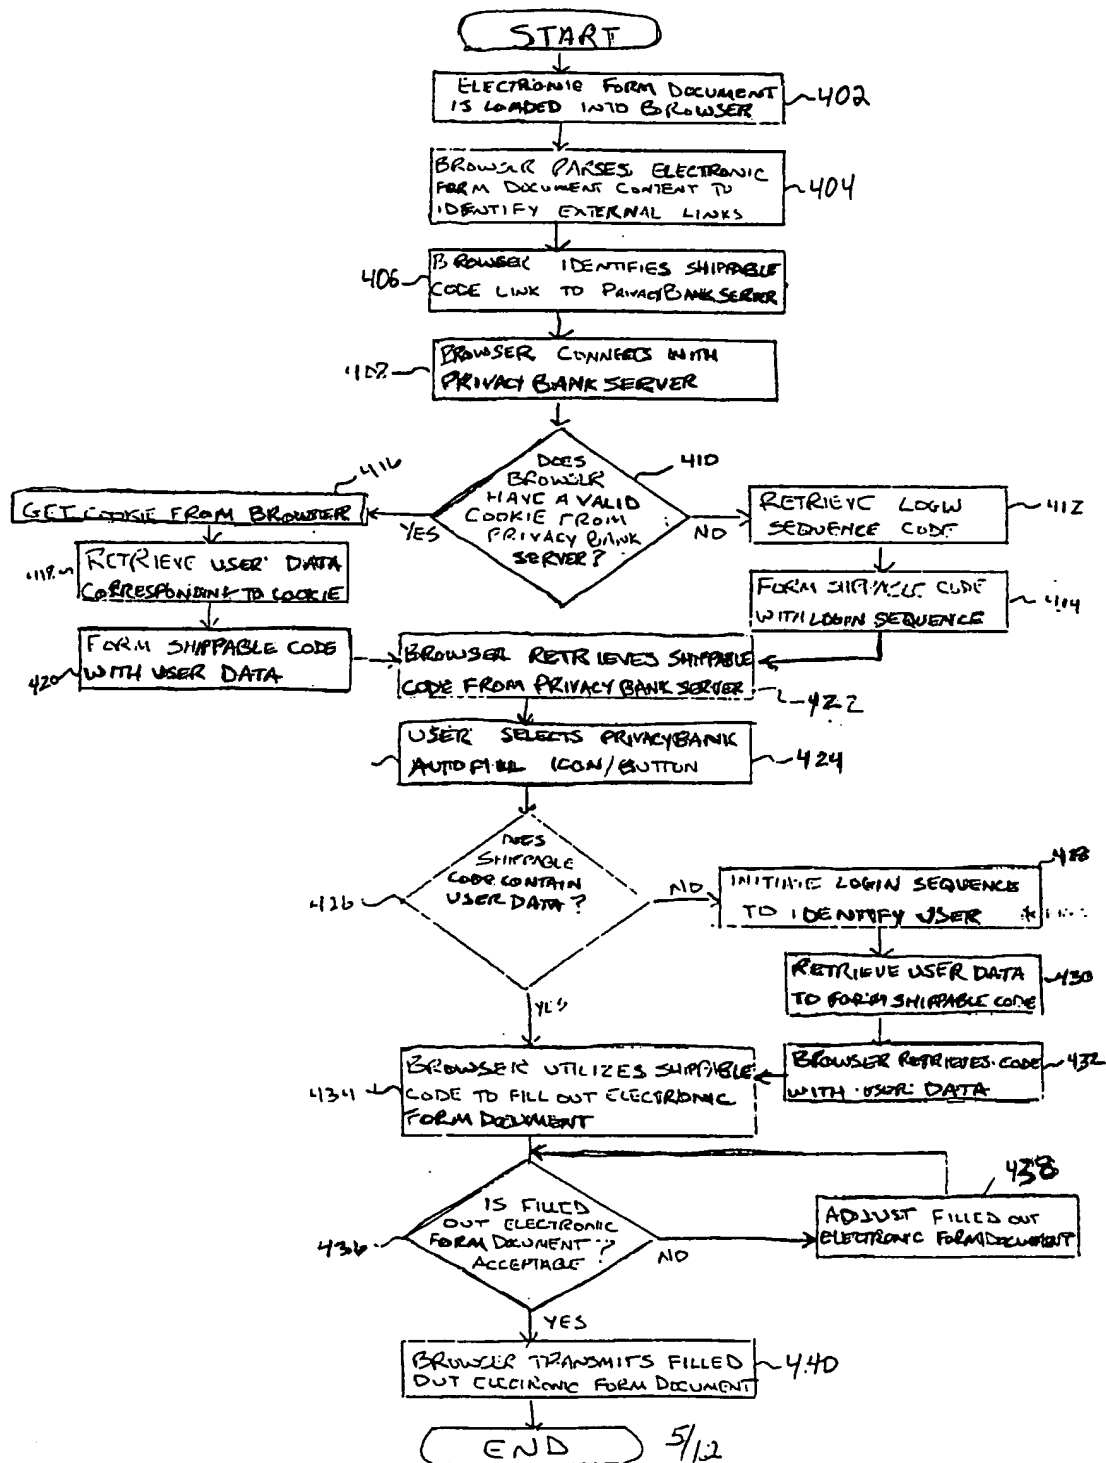 START
ELECTRONIC FORM DOCUMENT
IS LOADED INTO BROWSER
402
BROWSER PARSES ELECTRONIC
FORM DOCUMENT CONTENT TO
IDENTIFY EXTERNAL LINKS
404
406
BROWSER IDENTIFIES SHIPPABLE
CODE LINK TO PRIVACYBANK SERVER
408
BROWSER CONNECTS WITH
PRIVACY BANK SERVER
DOES
BROWSER
HAVE A VALID
COOKIE FROM
PRIVACY BANK
SERVER?
410
YES
NO
416
GET COOKIE FROM BROWSER
RETRIEVE LOGIN
SEQUENCE CODE
412
418
RETRIEVE USER DATA
CORRESPONDING TO COOKIE
FORM SHIPPABLE CODE
WITH LOGIN SEQUENCE
414
420
FORM SHIPPABLE CODE
WITH USER DATA
BROWSER RETRIEVES SHIPPABLE
CODE FROM PRIVACY BANK SERVER
422
USER SELECTS PRIVACYBANK
AUTOFILL ICON/BUTTON
424
DOES
SHIPPABLE
CODE CONTAIN
USER DATA?
426
NO
YES
428
INITIATE LOGIN SEQUENCE
TO IDENTIFY USER
RETRIEVE USER DATA
TO FORM SHIPPABLE CODE
430
BROWSER RETRIEVES CODE
WITH USER DATA
432
434
BROWSER UTILIZES SHIPPABLE
CODE TO FILL OUT ELECTRONIC
FORM DOCUMENT
IS FILLED
OUT ELECTRONIC
FORM DOCUMENT?
ACCEPTABLE
436
NO
YES
438
ADJUST FILLED OUT
ELECTRONIC FORM DOCUMENT
BROWSER TRANSMITS FILLED
OUT ELECTRONIC FORM DOCUMENT
440
END
5/12